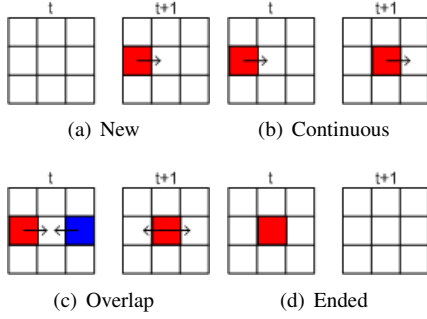 t t+1 t t+1
(a) New (b) Continuous
t t+1 t t+1
(c) Overlap (d) Ended